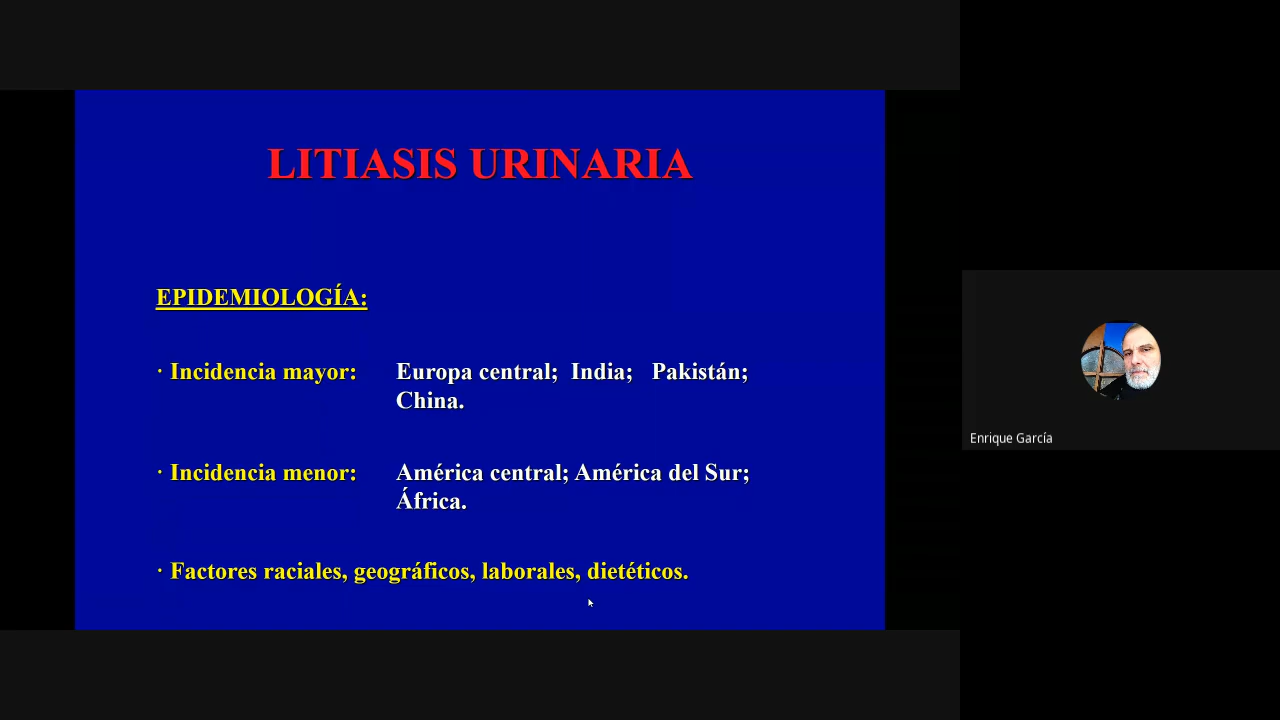 LITIASIS URINARIA
EPIDEMIOLOGÍA:
· Incidencia mayor: Europa central; India; Pakistán;
China.
· Incidencia menor: América central; América del Sur;
África.
· Factores raciales, geográficos, laborales, dietéticos.
Enrique García